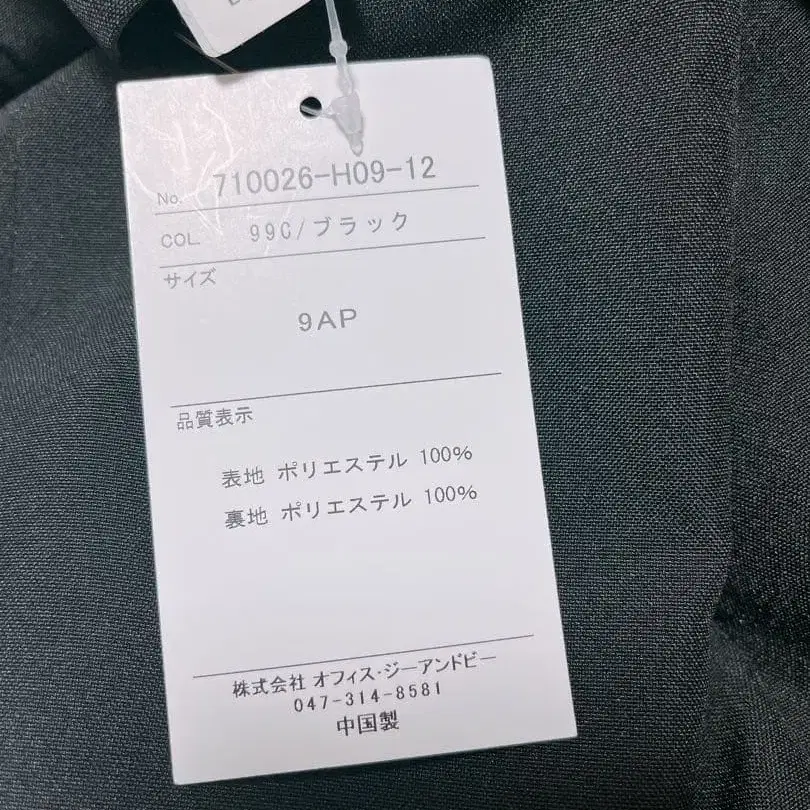 No. 710026-H09-12
COL. 99C/ブラック
サイズ
9AP
品質表示
表地 ポリエステル 100%
裏地 ポリエステル 100%
株式会社 オフィス・ジーアンドビー
047-314-8581
中国製